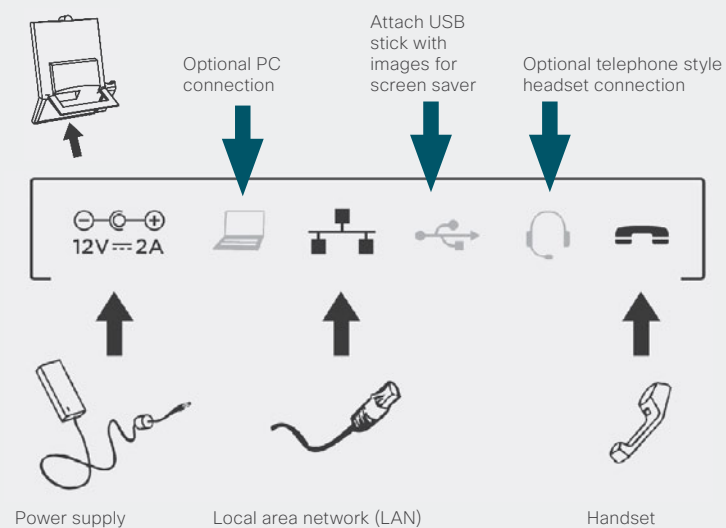 Attach USB
stick with
images for
screen saver
Optional PC
connection
Optional telephone style
headset connection
12V⎓2A
Power supply
Local area network (LAN)
Handset